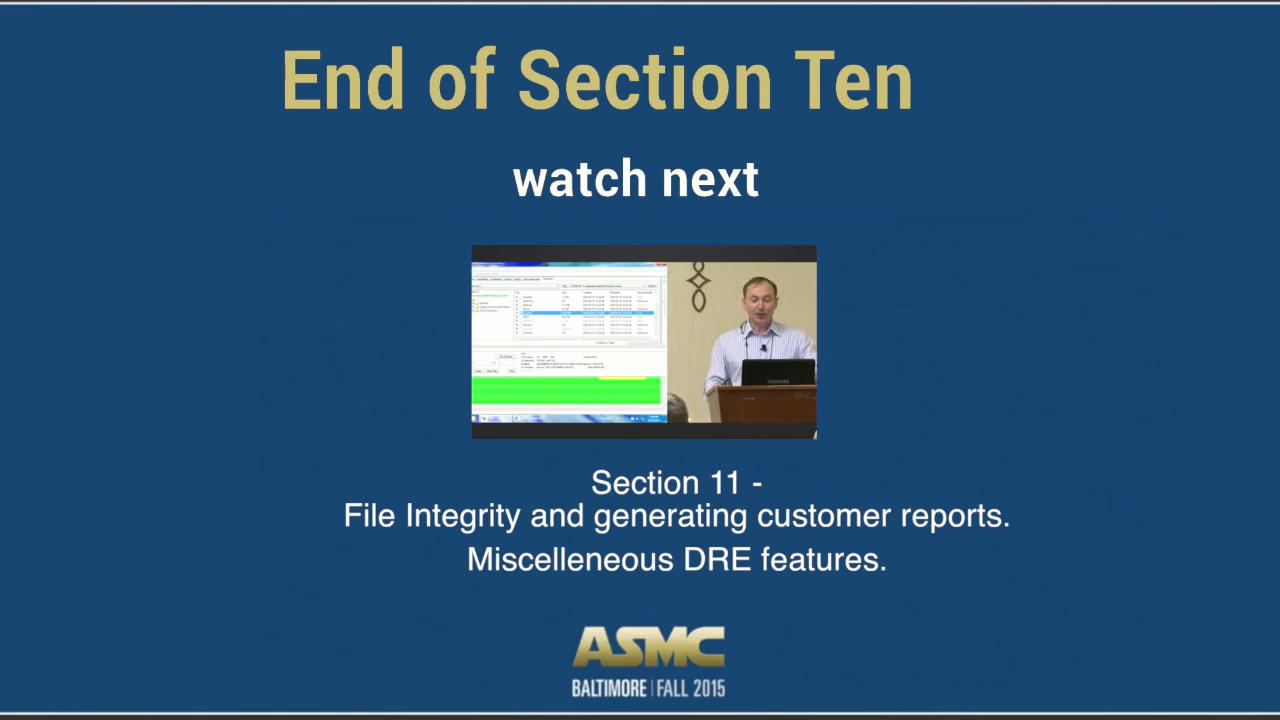 End of Section Ten
watch next
TOSHIBA
Section 11 -
File Integrity and generating customer reports.
Miscelleneous DRE features.
ASMC
BALTIMORE | FALL 2015